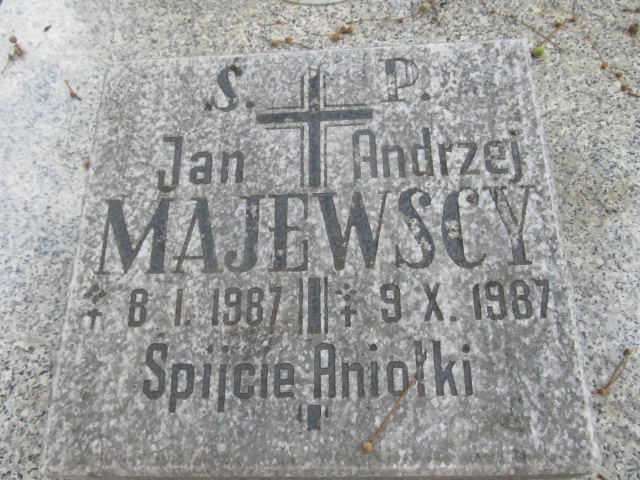 Ś. P.
Jan Andrzej
MAJEWSCY
* 8 I. 1987 ‡ 9 X. 1987
Śpijcie Aniołki